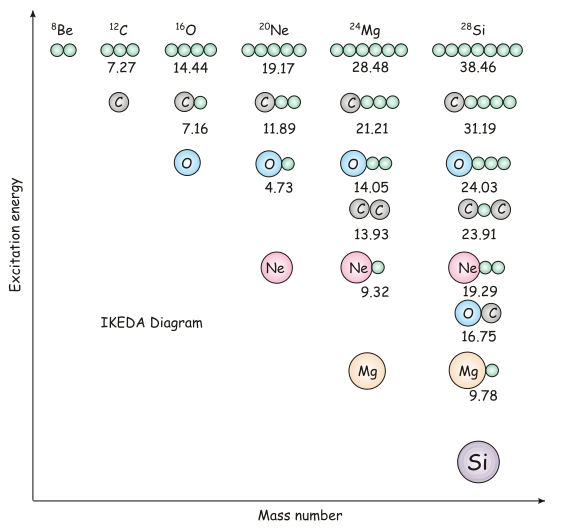 ⁸Be ¹²C ¹⁶O ²⁰Ne ²⁴Mg ²⁸Si
7.27 14.44 19.17 28.48 38.46
C C C C C
7.16 11.89 21.21 31.19
O O O O
4.73 14.05 24.03
C C C C
13.93 23.91
Ne Ne Ne
9.32 19.29
O C
IKEDA Diagram
16.75
Mg Mg
9.78
Si
Excitation energy
Mass number